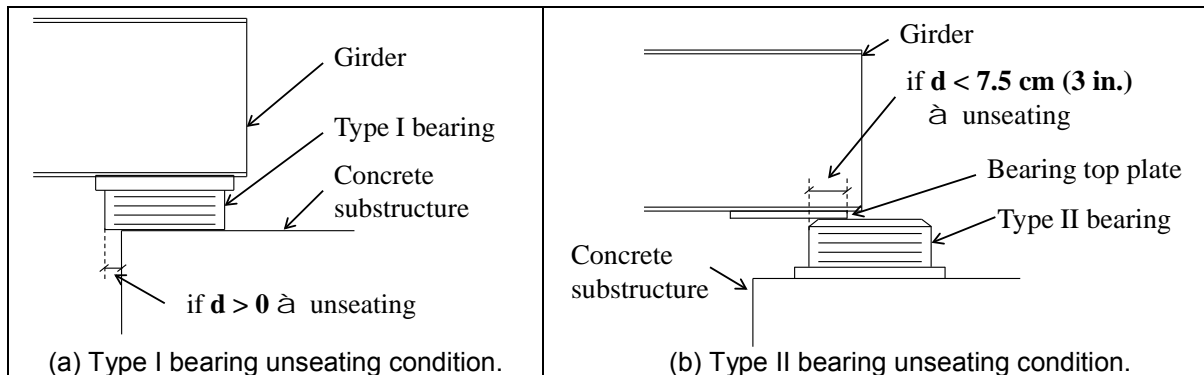 Girder
Type I bearing
Concrete
substructure
if d > 0 à unseating
(a) Type I bearing unseating condition.
Girder
if d < 7.5 cm (3 in.)
à unseating
Bearing top plate
Type II bearing
Concrete
substructure
(b) Type II bearing unseating condition.